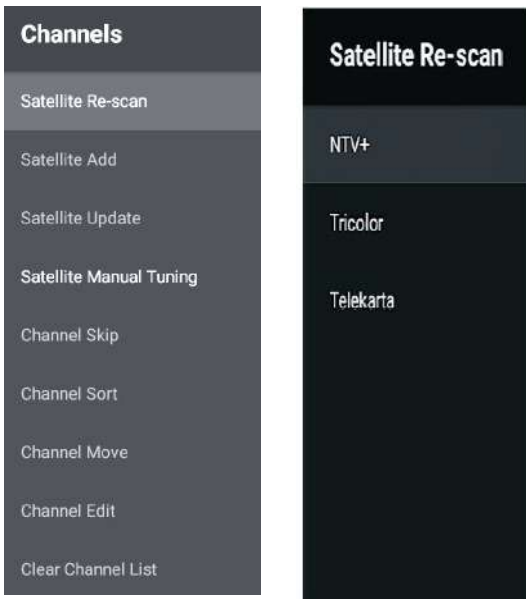 Channels
Satellite Re-scan
Satellite Add
Satellite Update
Satellite Manual Tuning
Channel Skip
Channel Sort
Channel Move
Channel Edit
Clear Channel List
Satellite Re-scan
NTV+
Tricolor
Telekarta